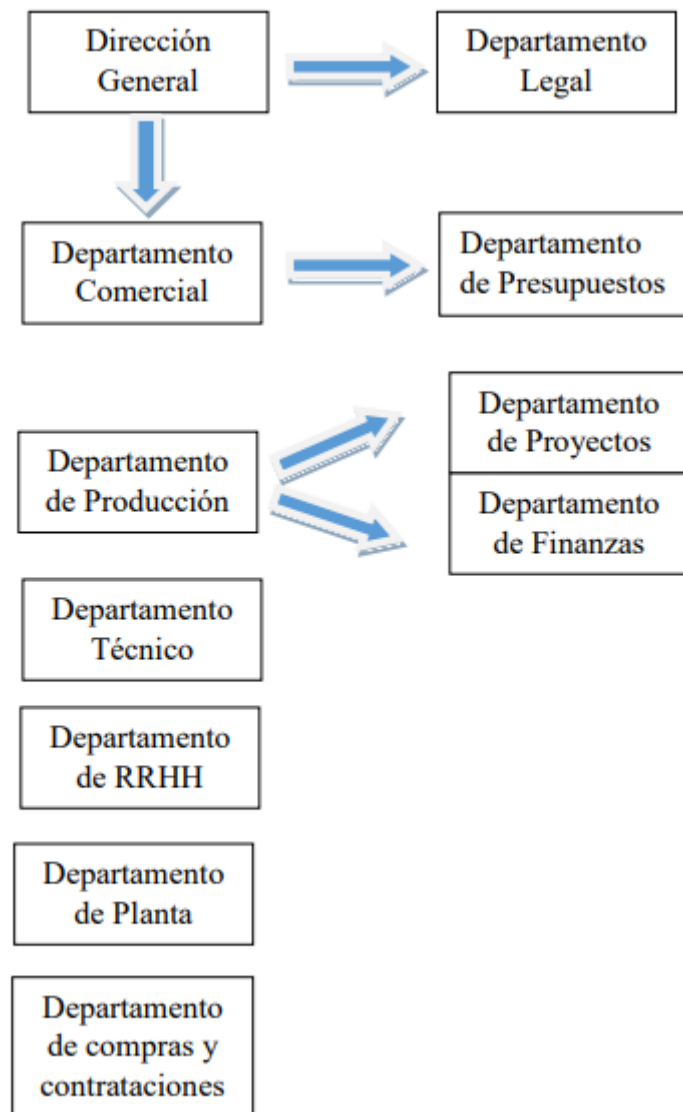 Dirección
General
Departamento
Legal
Departamento
Comercial
Departamento
de Presupuestos
Departamento
de Proyectos
Departamento
de Producción
Departamento
de Finanzas
Departamento
Técnico
Departamento
de RRHH
Departamento
de Planta
Departamento
de compras y
contrataciones